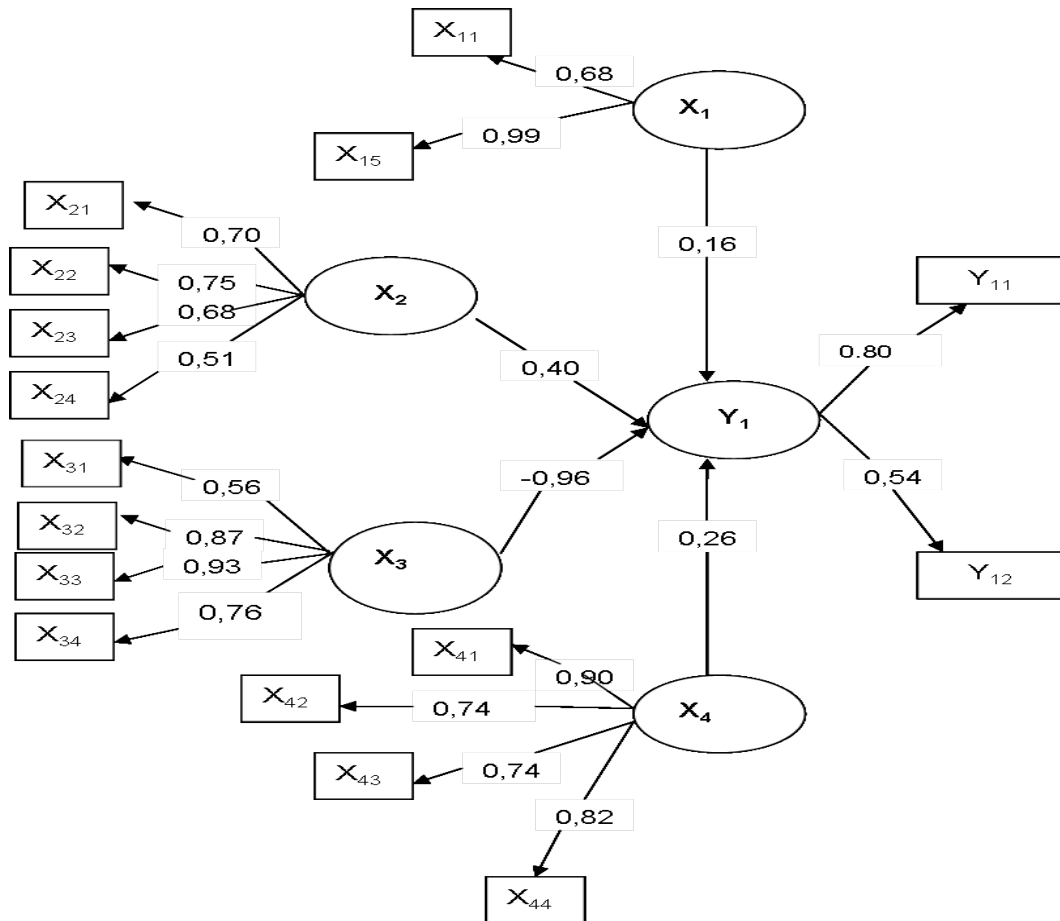 X₁₁
0,68
X₁
0,99
X₁₅
X₂₁
0,70
0,16
X₂₂
0,75
X₂
Y₁₁
0,68
X₂₃
0.80
0,51
0,40
X₂₄
Y₁
X₃₁
0,56
-0,96
0,54
X₃₂
0,87
0,26
X₃
X₃₃
0,93
Y₁₂
0,76
X₃₄
X₄₁
0,90
X₄₂
0,74
X₄
X₄₃
0,74
0,82
X₄₄